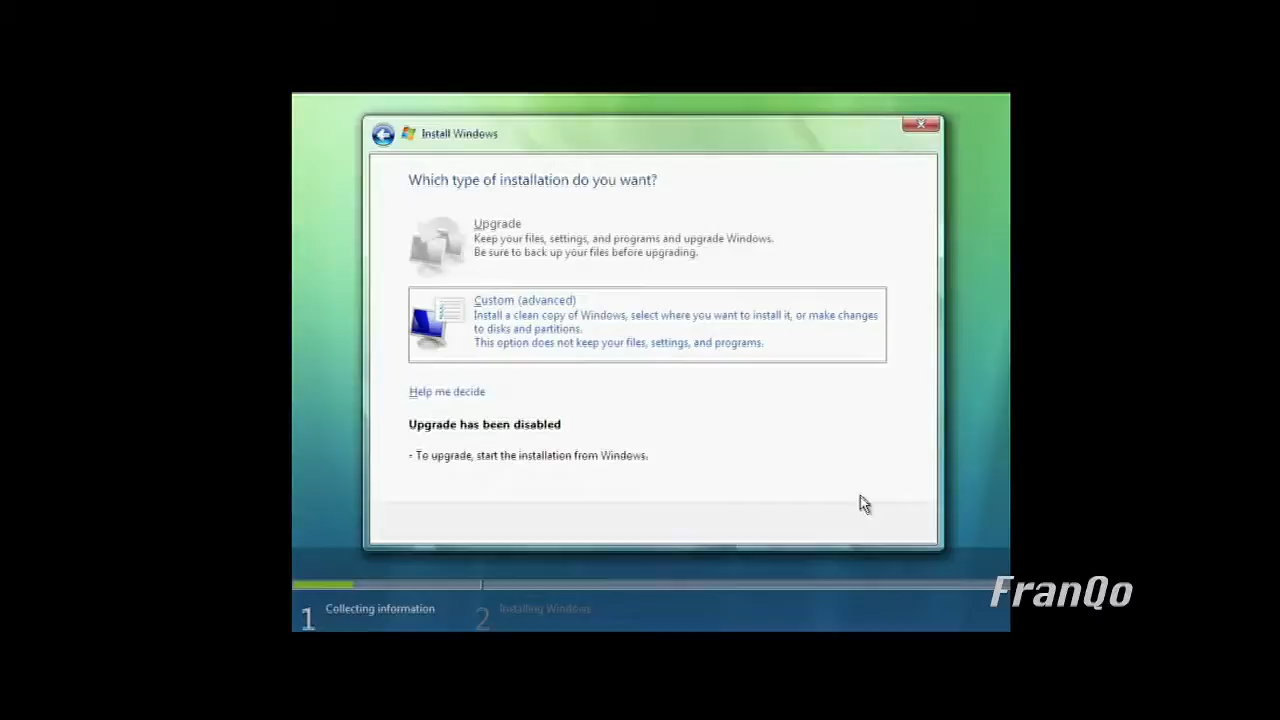 Install Windows
Which type of installation do you want?
Upgrade
Keep your files, settings, and programs and upgrade Windows.
Be sure to back up your files before upgrading.
Custom (advanced)
Install a clean copy of Windows, select where you want to install it, or make changes
to disks and partitions.
This option does not keep your files, settings, and programs.
Help me decide
Upgrade has been disabled
- To upgrade, start the installation from Windows.
FranQo
1 Collecting information
2 Installing Windows